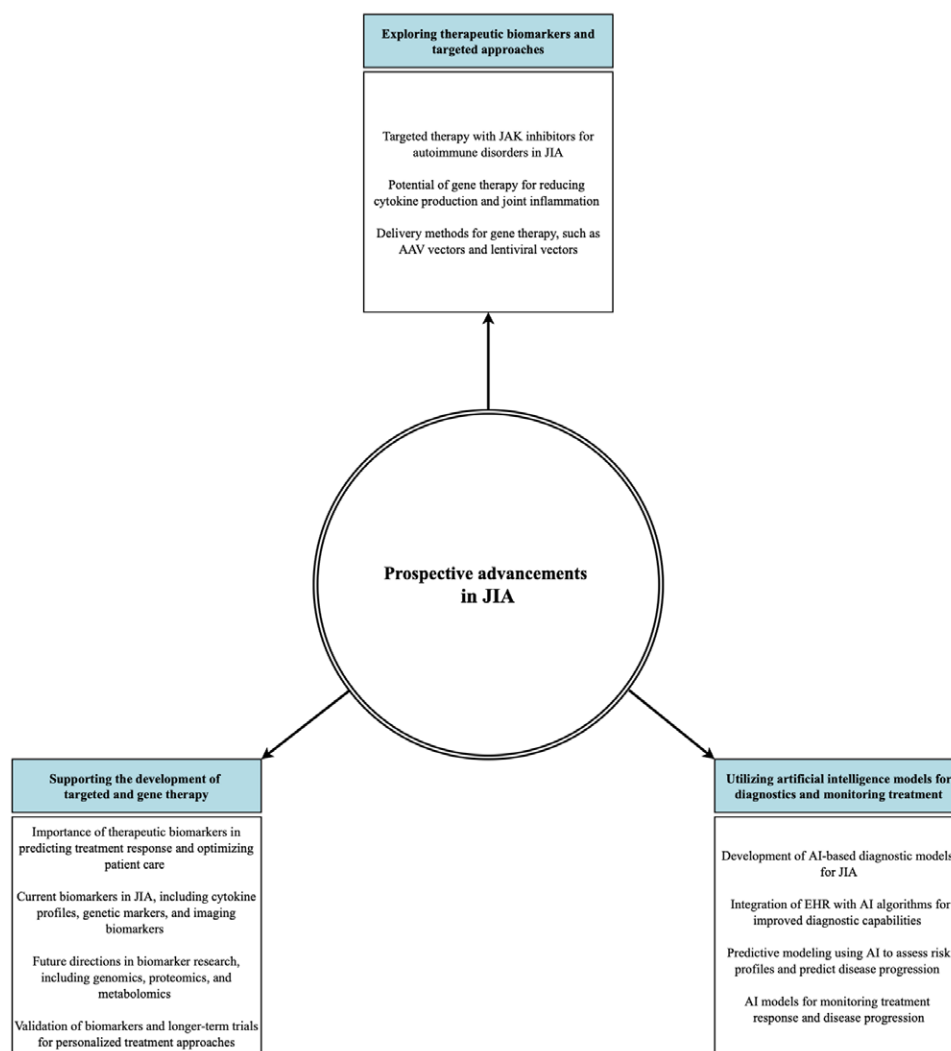 Exploring therapeutic biomarkers and
targeted approaches
Targeted therapy with JAK inhibitors for
autoimmune disorders in JIA
Potential of gene therapy for reducing
cytokine production and joint inflammation
Delivery methods for gene therapy, such as
AAV vectors and lentiviral vectors
Prospective advancements
in JIA
Supporting the development of
targeted and gene therapy
Importance of therapeutic biomarkers in
predicting treatment response and optimizing
patient care
Current biomarkers in JIA, including cytokine
profiles, genetic markers, and imaging
biomarkers
Future directions in biomarker research,
including genomics, proteomics, and
metabolomics
Validation of biomarkers and longer-term trials
for personalized treatment approaches
Utilizing artificial intelligence models for
diagnostics and monitoring treatment
Development of AI-based diagnostic models
for JIA
Integration of EHR with AI algorithms for
improved diagnostic capabilities
Predictive modeling using AI to assess risk
profiles and predict disease progression
AI models for monitoring treatment
response and disease progression